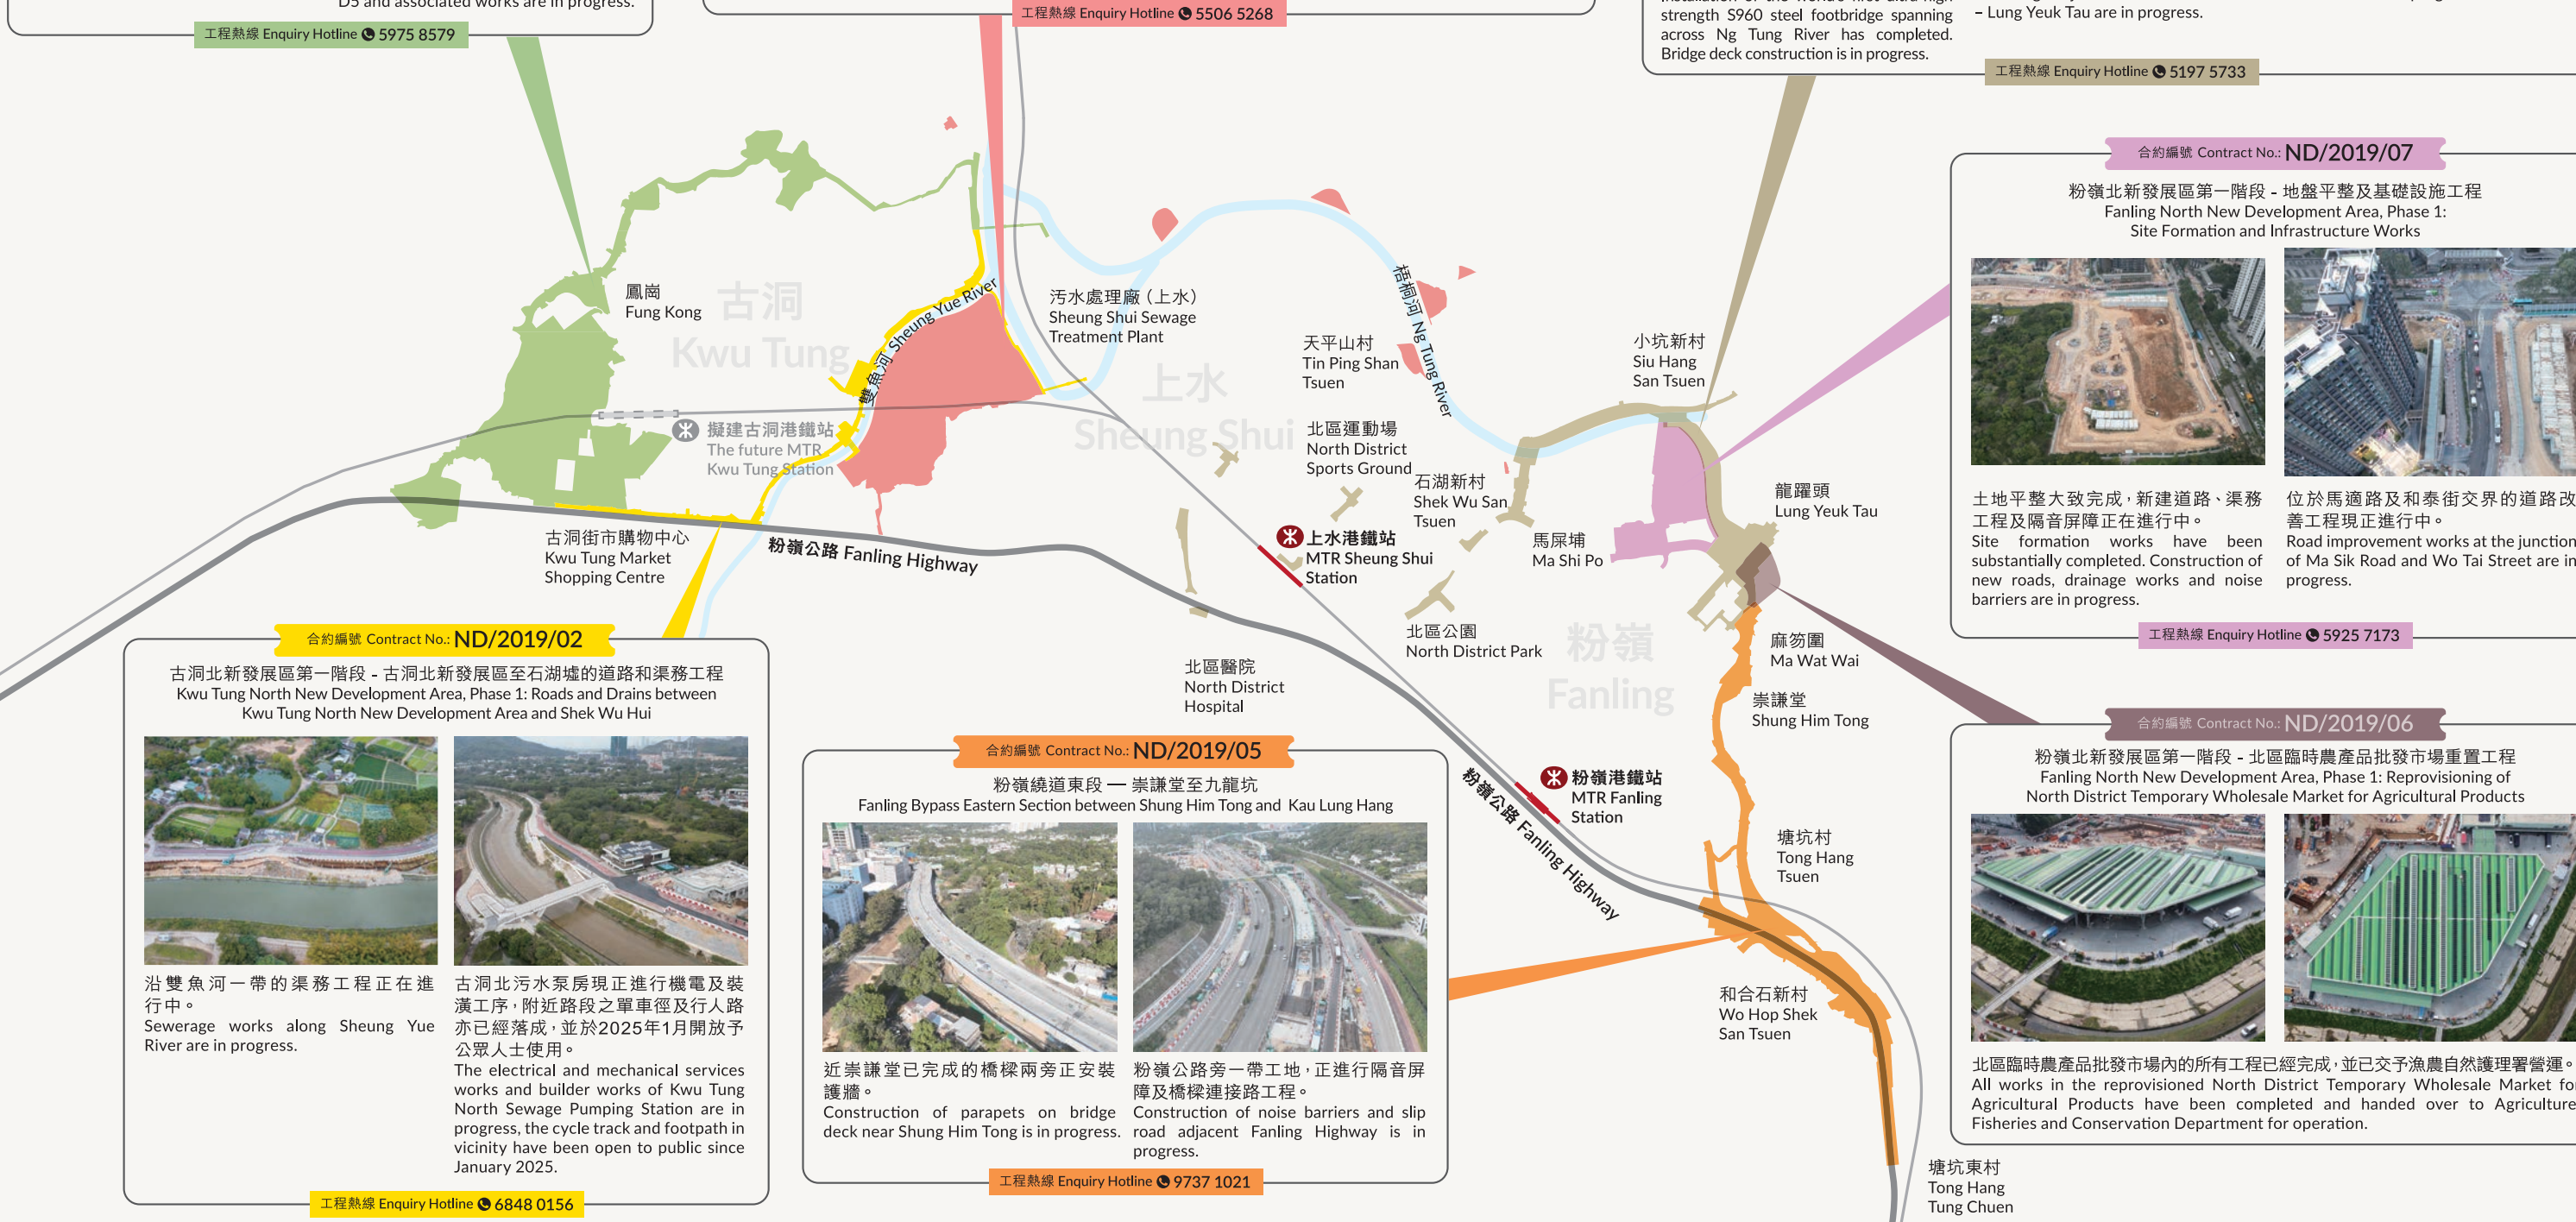 D5 and associated works are in progress.
工程熱線 Enquiry Hotline 5975 8579
工程熱線 Enquiry Hotline 5506 5268
strength S960 steel footbridge spanning
across Ng Tung River has completed.
Bridge deck construction is in progress.
– Lung Yeuk Tau are in progress.
工程熱線 Enquiry Hotline 5197 5733
鳳崗
Fung Kong
古洞
Kwu Tung
雙魚河 Sheung Yue River
擬建古洞港鐵站
The future MTR
Kwu Tung Station
污水處理廠（上水）
Sheung Shui Sewage
Treatment Plant
上水
Sheung Shui
梧桐河 Ng Tung River
天平山村
Tin Ping Shan
Tsuen
北區運動場
North District
Sports Ground
石湖新村
Shek Wu San
Tsuen
小坑新村
Siu Hang
San Tsuen
龍躍頭
Lung Yeuk Tau
馬屎埔
Ma Shi Po
上水港鐵站
MTR Sheung Shui
Station
古洞街市購物中心
Kwu Tung Market
Shopping Centre
粉嶺公路 Fanling Highway
北區公園
North District Park
北區醫院
North District
Hospital
粉嶺
Fanling
麻笏圍
Ma Wat Wai
崇謙堂
Shung Him Tong
粉嶺港鐵站
MTR Fanling
Station
粉嶺公路 Fanling Highway
塘坑村
Tong Hang
Tsuen
和合石新村
Wo Hop Shek
San Tsuen
塘坑東村
Tong Hang
Tung Chuen
合約編號 Contract No.: ND/2019/02
古洞北新發展區第一階段 - 古洞北新發展區至石湖墟的道路和渠務工程
Kwu Tung North New Development Area, Phase 1: Roads and Drains between
Kwu Tung North New Development Area and Shek Wu Hui
沿雙魚河一帶的渠務工程正在進
行中。
Sewerage works along Sheung Yue
River are in progress.
古洞北污水泵房現正進行機電及裝
潢工序，附近路段之單車徑及行人路
亦已經落成，並於2025年1月開放予
公眾人士使用。
The electrical and mechanical services
works and builder works of Kwu Tung
North Sewage Pumping Station are in
progress, the cycle track and footpath in
vicinity have been open to public since
January 2025.
工程熱線 Enquiry Hotline 6848 0156
合約編號 Contract No.: ND/2019/05
粉嶺繞道東段 — 崇謙堂至九龍坑
Fanling Bypass Eastern Section between Shung Him Tong and Kau Lung Hang
近崇謙堂已完成的橋樑兩旁正安裝
護牆。
Construction of parapets on bridge
deck near Shung Him Tong is in progress.
粉嶺公路旁一帶工地，正進行隔音屏
障及橋樑連接路工程。
Construction of noise barriers and slip
road adjacent Fanling Highway is in
progress.
工程熱線 Enquiry Hotline 9737 1021
合約編號 Contract No.: ND/2019/07
粉嶺北新發展區第一階段 - 地盤平整及基礎設施工程
Fanling North New Development Area, Phase 1:
Site Formation and Infrastructure Works
土地平整大致完成，新建道路、渠務
工程及隔音屏障正在進行中。
Site formation works have been
substantially completed. Construction of
new roads, drainage works and noise
barriers are in progress.
位於馬適路及和泰街交界的道路改
善工程現正進行中。
Road improvement works at the junction
of Ma Sik Road and Wo Tai Street are in
progress.
工程熱線 Enquiry Hotline 5925 7173
合約編號 Contract No.: ND/2019/06
粉嶺北新發展區第一階段 - 北區臨時農產品批發市場重置工程
Fanling North New Development Area, Phase 1: Reprovisioning of
North District Temporary Wholesale Market for Agricultural Products
北區臨時農產品批發市場內的所有工程已經完成，並已交予漁農自然護理署營運。
All works in the reprovisioned North District Temporary Wholesale Market for
Agricultural Products have been completed and handed over to Agriculture,
Fisheries and Conservation Department for operation.